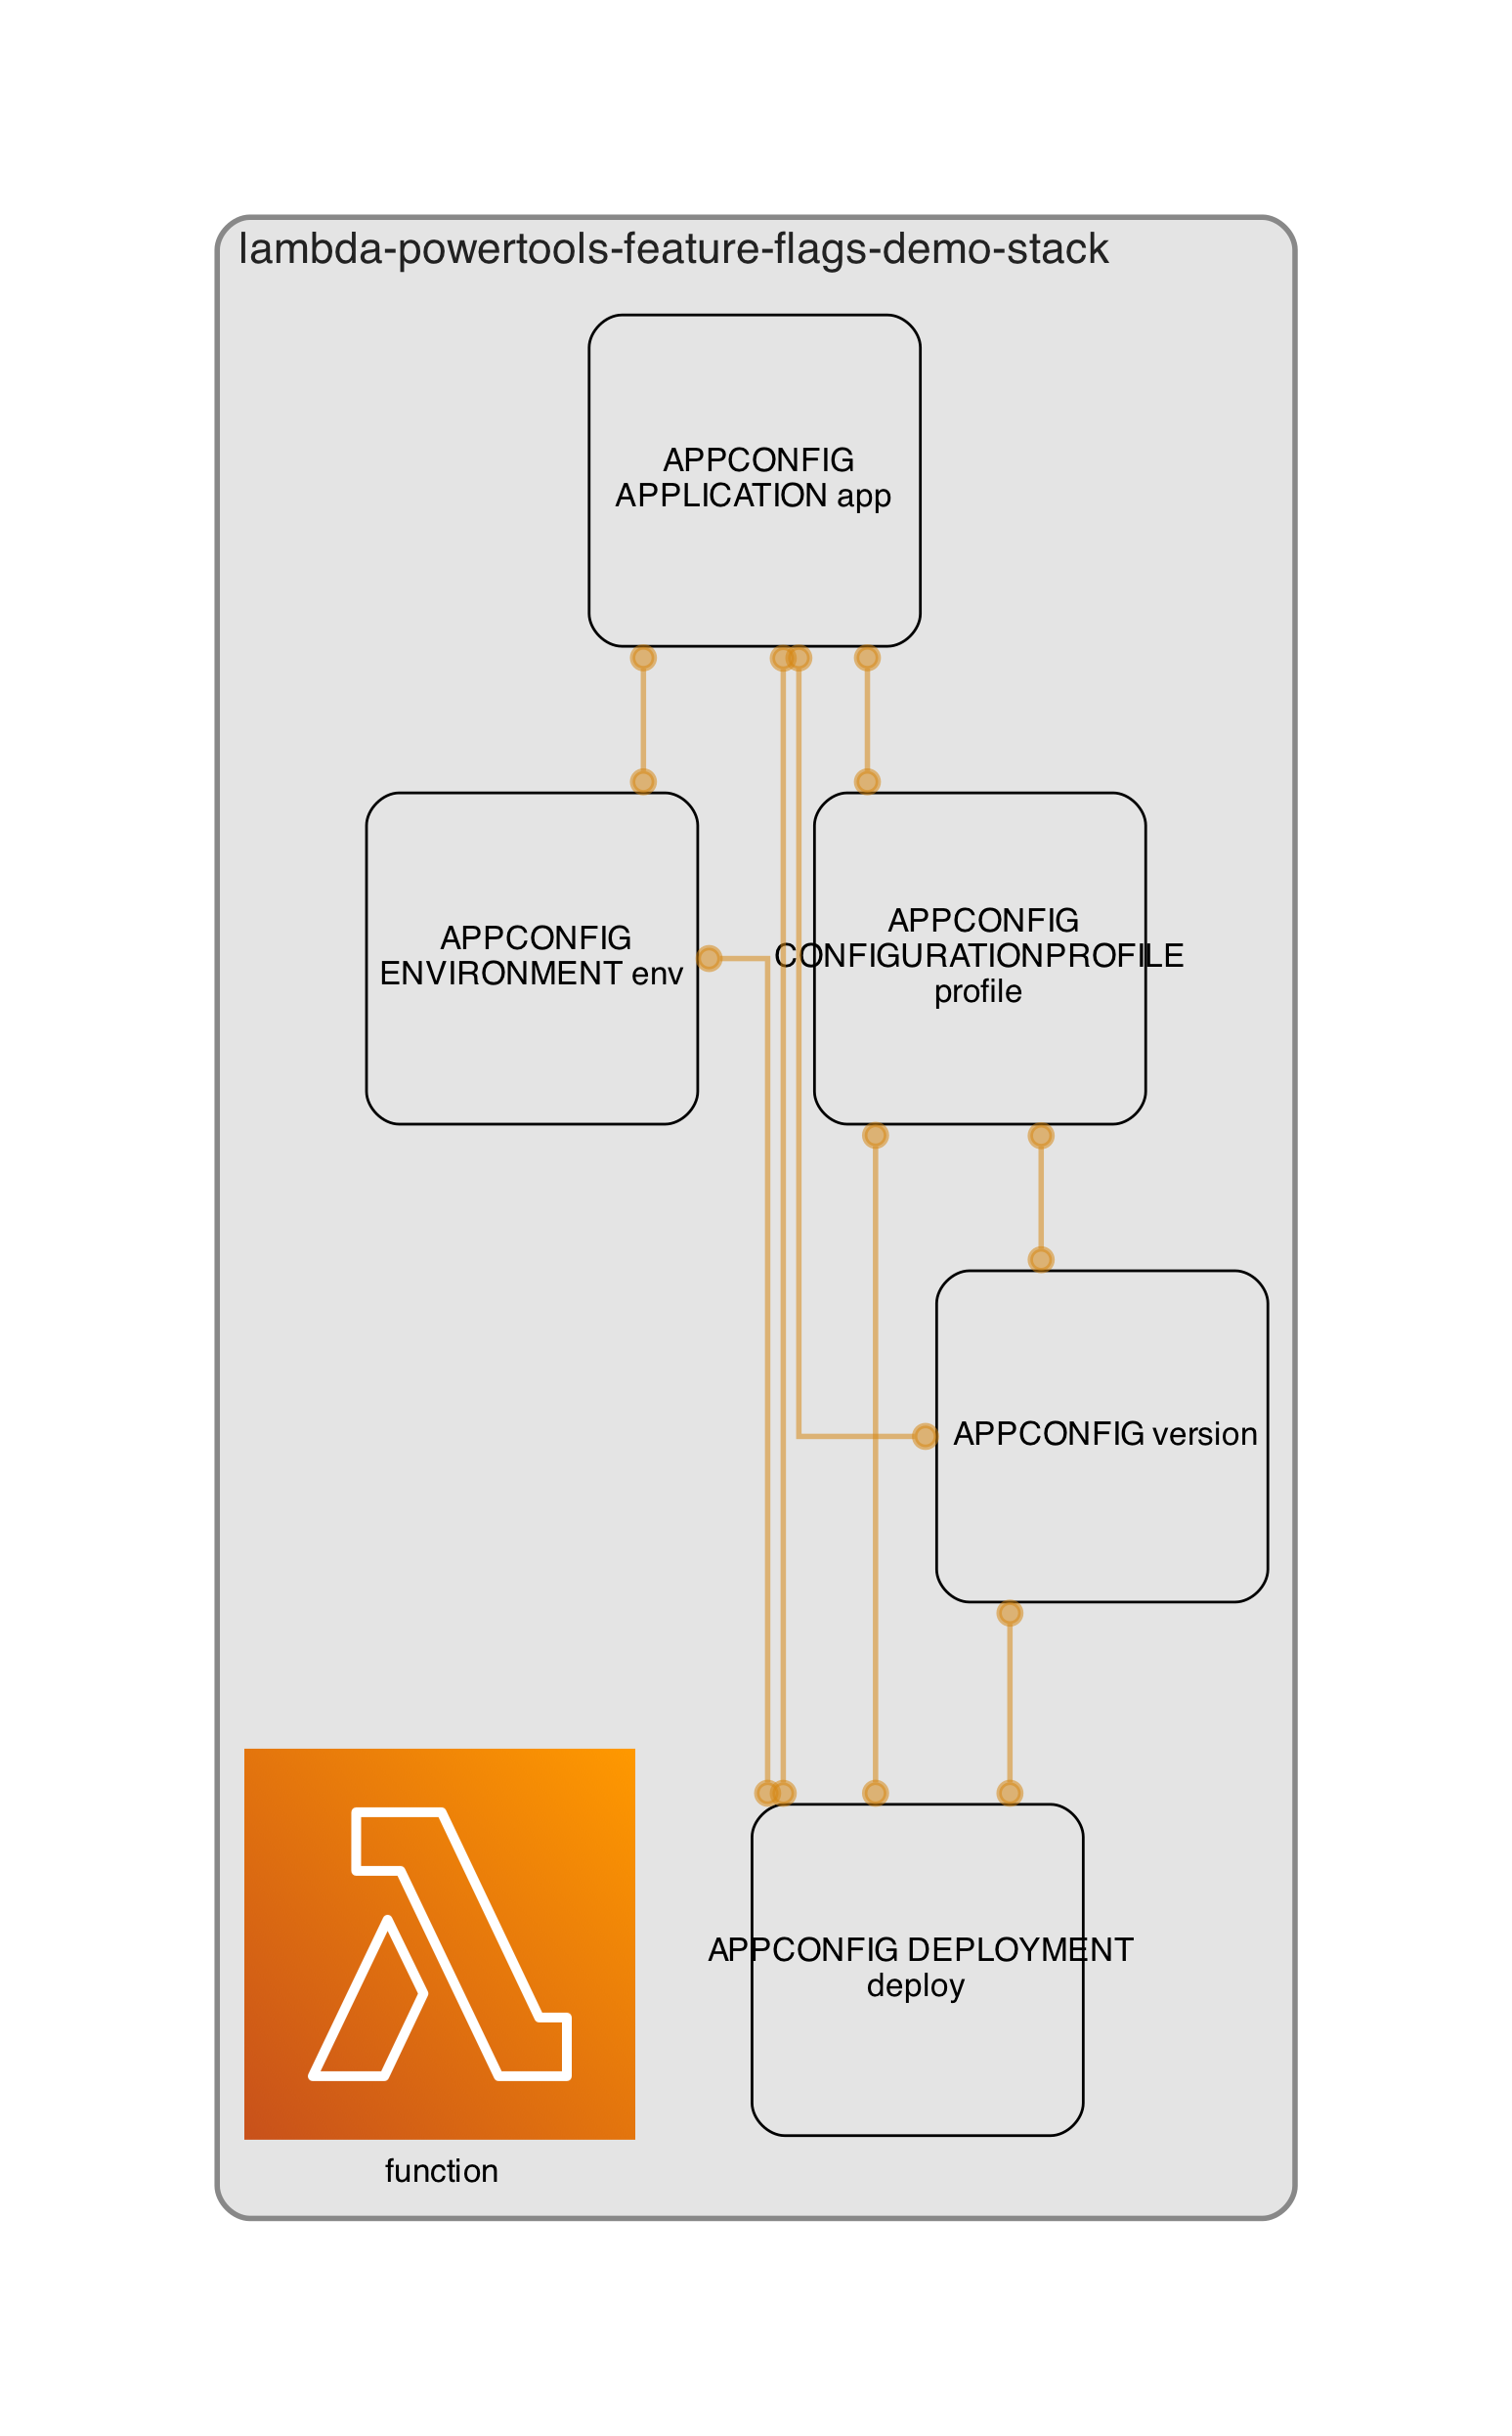 lambda-powertools-feature-flags-demo-stack
APPCONFIG
APPLICATION app
APPCONFIG
ENVIRONMENT env
APPCONFIG
CONFIGURATIONPROFILE
profile
APPCONFIG version
APPCONFIG DEPLOYMENT
deploy
function